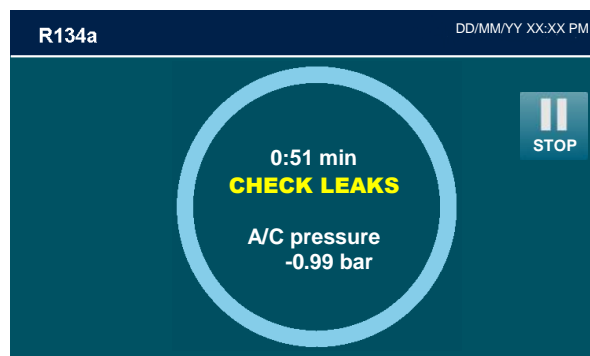 R134a
DD/MM/YY XX:XX PM
STOP
0:51 min
CHECK LEAKS
A/C pressure
-0.99 bar